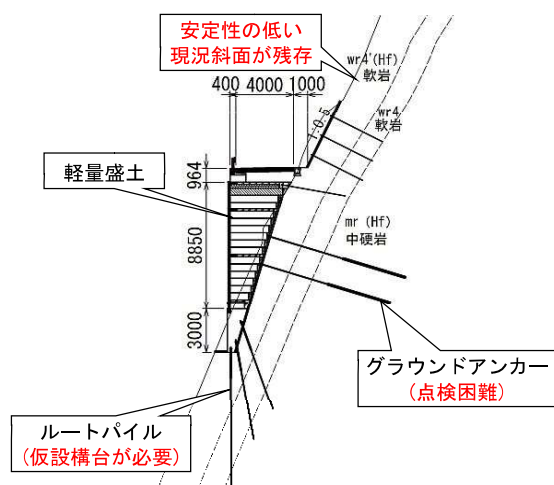 安定性の低い
現況斜面が残存
wr4'(Hf)
軟岩
400 4000 1000
1:0.5
wr4
軟岩
964
軽量盛土
8850
mr (Hf)
中硬岩
3000
グラウンドアンカー
(点検困難)
ルートパイル
(仮設構台が必要)